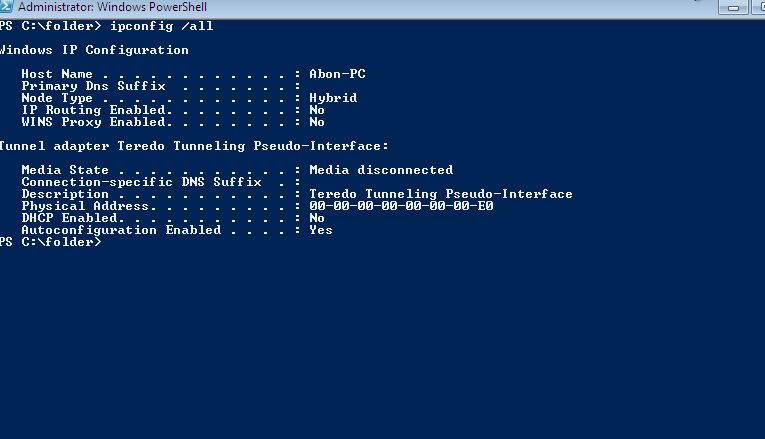 Administrator: Windows PowerShell
PS C:\folder> ipconfig /all
Windows IP Configuration
Host Name . . . . . . . . . . . . : Abon-PC
Primary Dns Suffix  . . . . . . . :
Node Type . . . . . . . . . . . . : Hybrid
IP Routing Enabled. . . . . . . . : No
WINS Proxy Enabled. . . . . . . . : No
Tunnel adapter Teredo Tunneling Pseudo-Interface:
Media State . . . . . . . . . . . : Media disconnected
Connection-specific DNS Suffix  . :
Description . . . . . . . . . . . : Teredo Tunneling Pseudo-Interface
Physical Address. . . . . . . . . : 00-00-00-00-00-00-00-E0
DHCP Enabled. . . . . . . . . . . : No
Autoconfiguration Enabled . . . . : Yes
PS C:\folder>